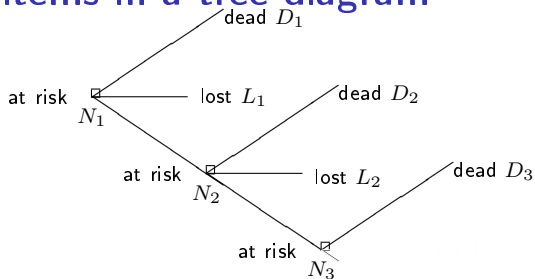 items in a tree diagram
dead D₁
at risk
lost L₁
N₁
dead D₂
at risk
lost L₂
N₂
dead D₃
at risk
N₃